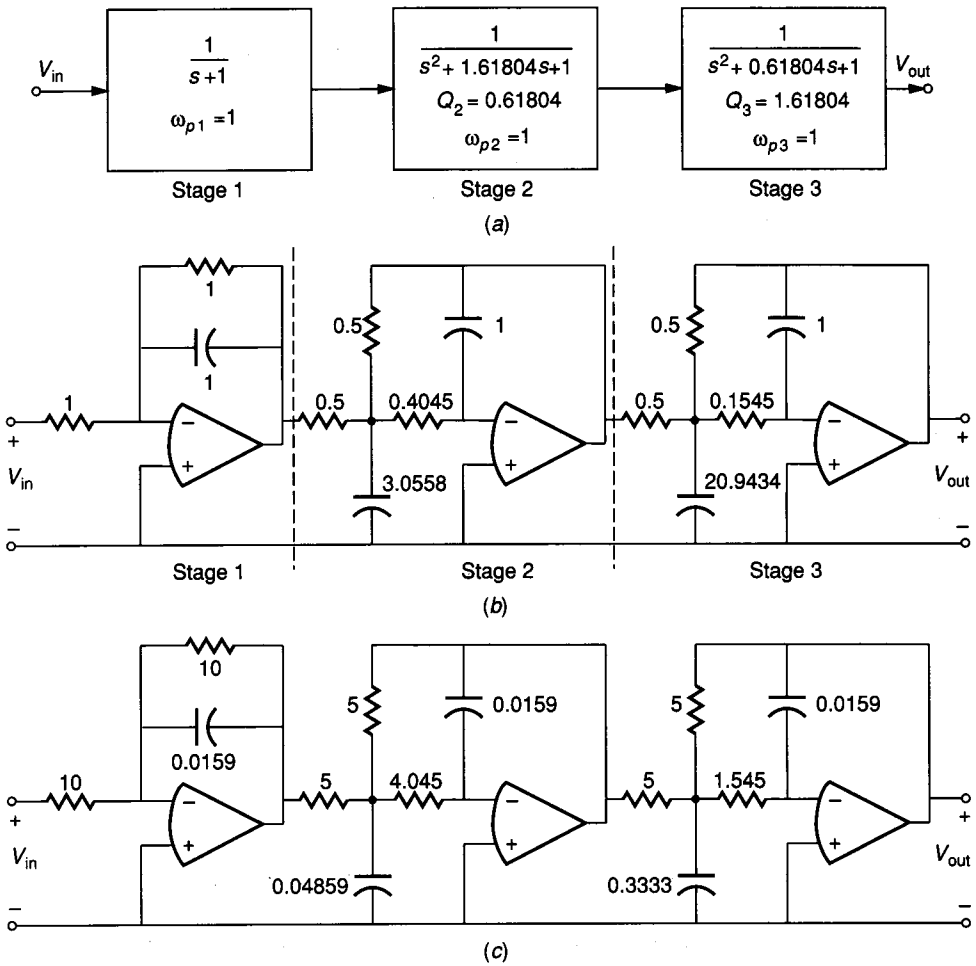 V_in
1
s+1
ω_p1 =1
Stage 1
1
s² + 1.61804s+1
Q_2 = 0.61804
ω_p2 =1
Stage 2
1
s² + 0.61804s+1
Q_3 = 1.61804
ω_p3 =1
Stage 3
V_out
(a)
1
1
1
+
V_in
−
−
+
Stage 1
0.5
1
0.5
0.4045
−
+
3.0558
Stage 2
0.5
1
0.5
0.1545
−
+
20.9434
Stage 3
+
V_out
−
(b)
10
0.0159
10
+
V_in
−
−
+
5
0.0159
5
4.045
−
+
0.04859
5
0.0159
5
1.545
−
+
0.3333
+
V_out
−
(c)